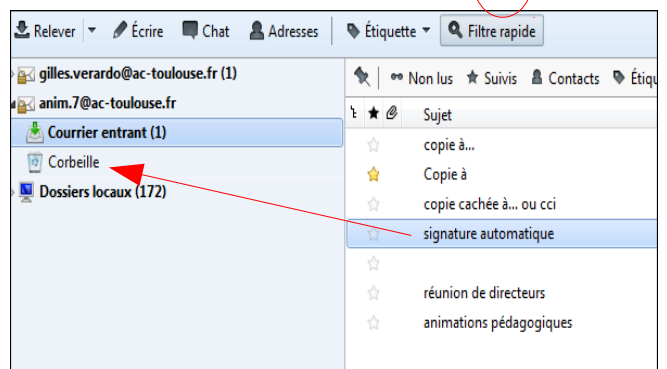 Relever Écrire Chat Adresses Étiquette Filtre rapide
gilles.verardo@ac-toulouse.fr (1)
anim.7@ac-toulouse.fr
Courrier entrant (1)
Corbeille
Dossiers locaux (172)
Non lus Suivis Contacts Étiqu
Sujet
copie à...
Copie à
copie cachée à... ou cci
signature automatique
réunion de directeurs
animations pédagogiques